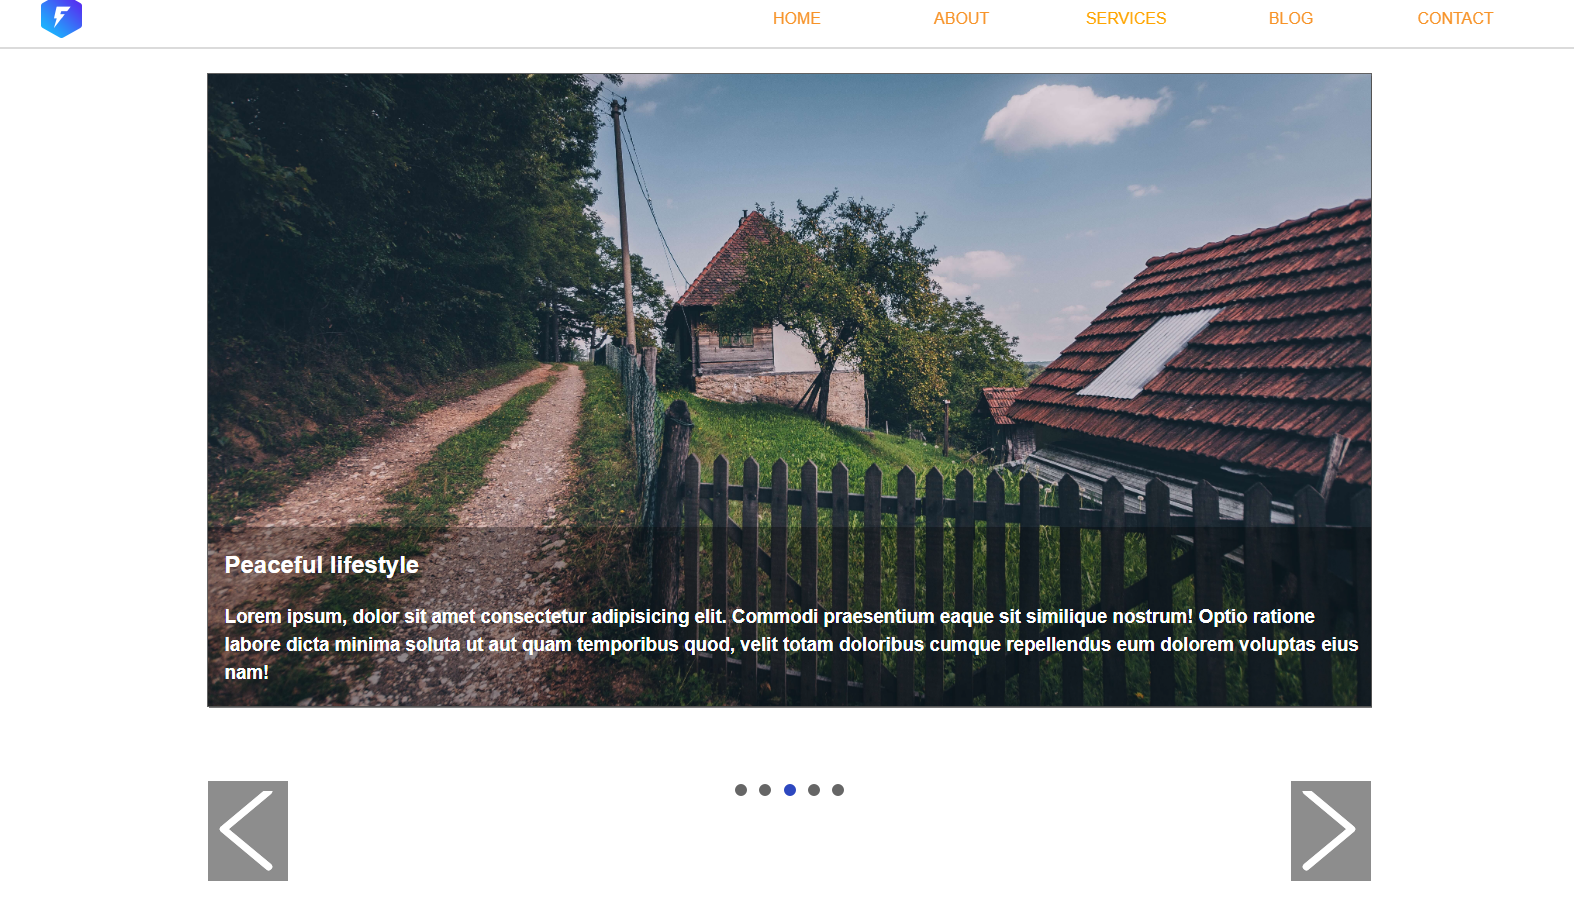 HOME ABOUT SERVICES BLOG CONTACT
Peaceful lifestyle
Lorem ipsum, dolor sit amet consectetur adipisicing elit. Commodi praesentium eaque sit similique nostrum! Optio ratione
labore dicta minima soluta ut aut quam temporibus quod, velit totam doloribus cumque repellendus eum dolorem voluptas eius
nam!